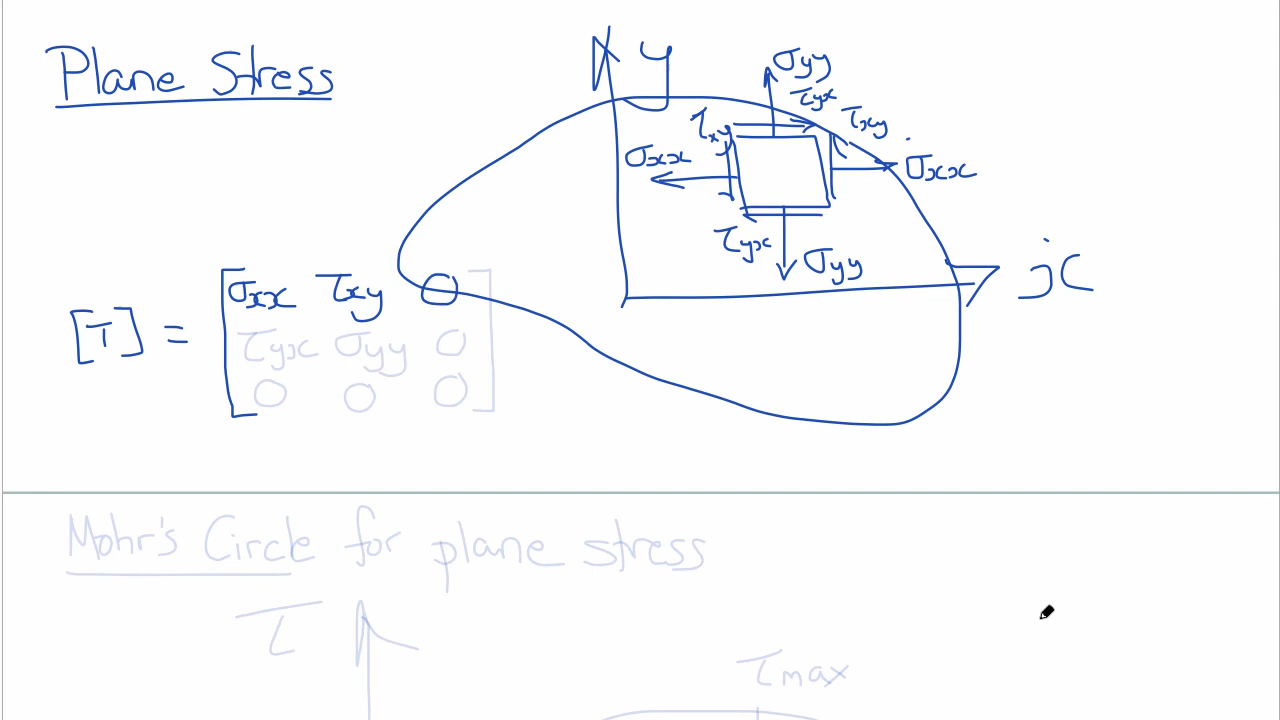 Plane Stress
y
σyy
τyx
τxy
τxy
σxx
σxx
τyx
σyy
x
[T] = [σxx τxy 0
τyx σyy 0
0 0 0]
Mohr's Circle for plane stress
τ
τmax